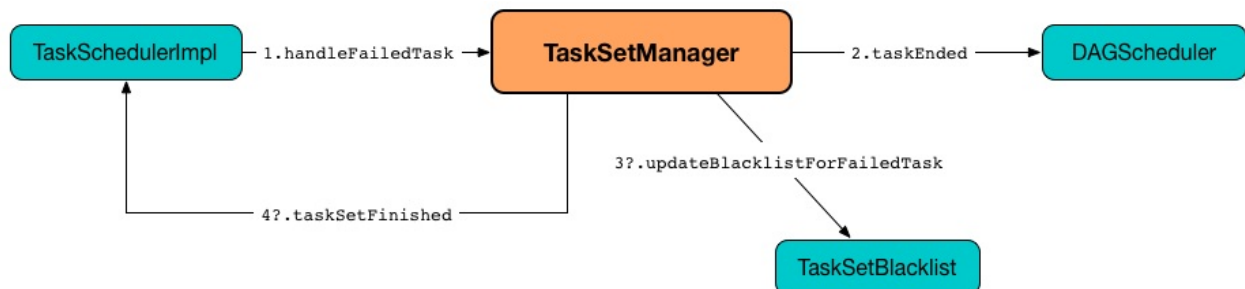 TaskSchedulerImpl
1.handleFailedTask
TaskSetManager
2.taskEnded
DAGScheduler
3?.updateBlacklistForFailedTask
4?.taskSetFinished
TaskSetBlacklist